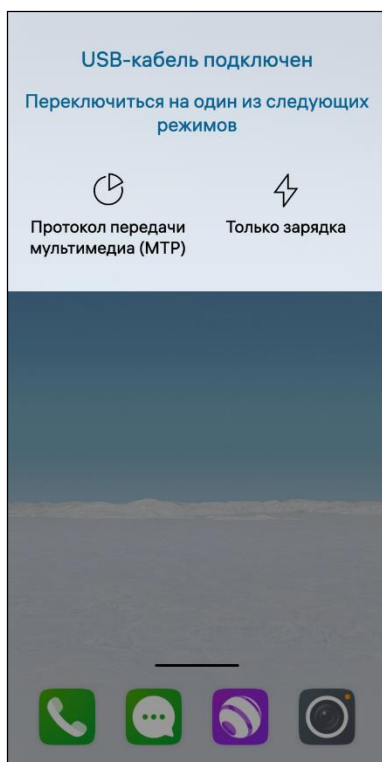 USB-кабель подключен
Переключиться на один из следующих
режимов
Протокол передачи
мультимедиа (MTP)
Только зарядка